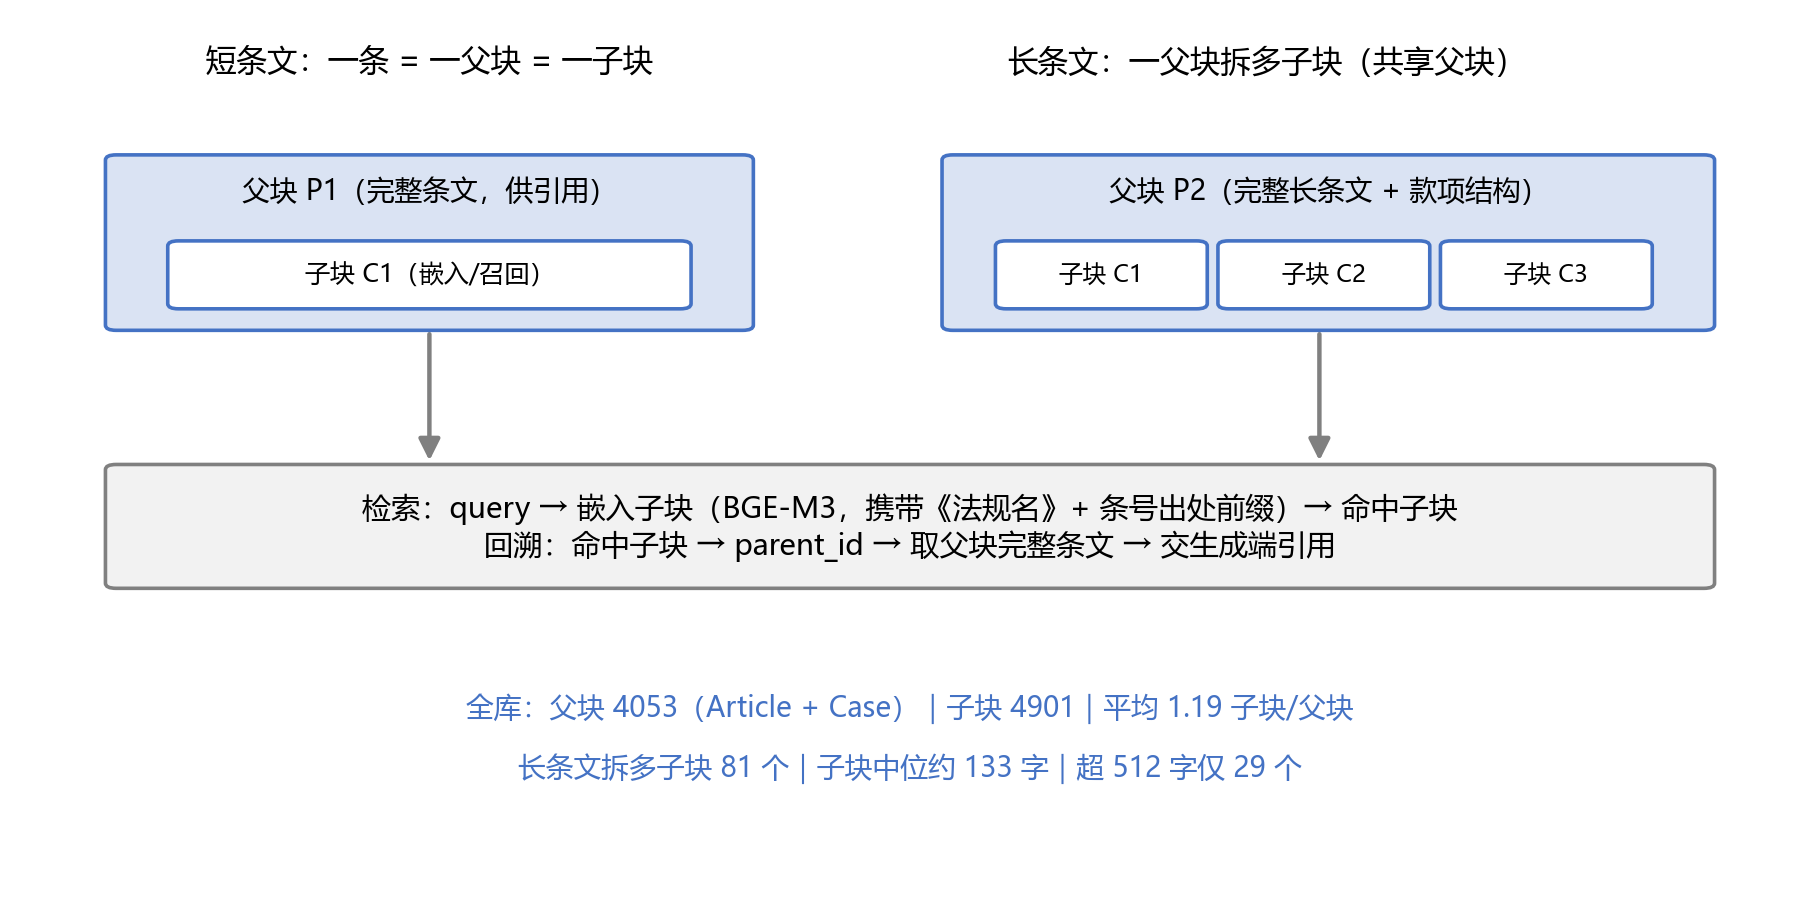 短条文：一条 = 一父块 = 一子块
长条文：一父块拆多子块（共享父块）
父块 P1（完整条文，供引用）
子块 C1（嵌入/召回）
父块 P2（完整长条文 + 款项结构）
子块 C1
子块 C2
子块 C3
检索：query → 嵌入子块（BGE-M3，携带《法规名》+ 条号出处前缀）→ 命中子块
回溯：命中子块 → parent_id → 取父块完整条文 → 交生成端引用
全库：父块 4053（Article + Case） | 子块 4901 | 平均 1.19 子块/父块
长条文拆多子块 81 个 | 子块中位约 133 字 | 超 512 字仅 29 个